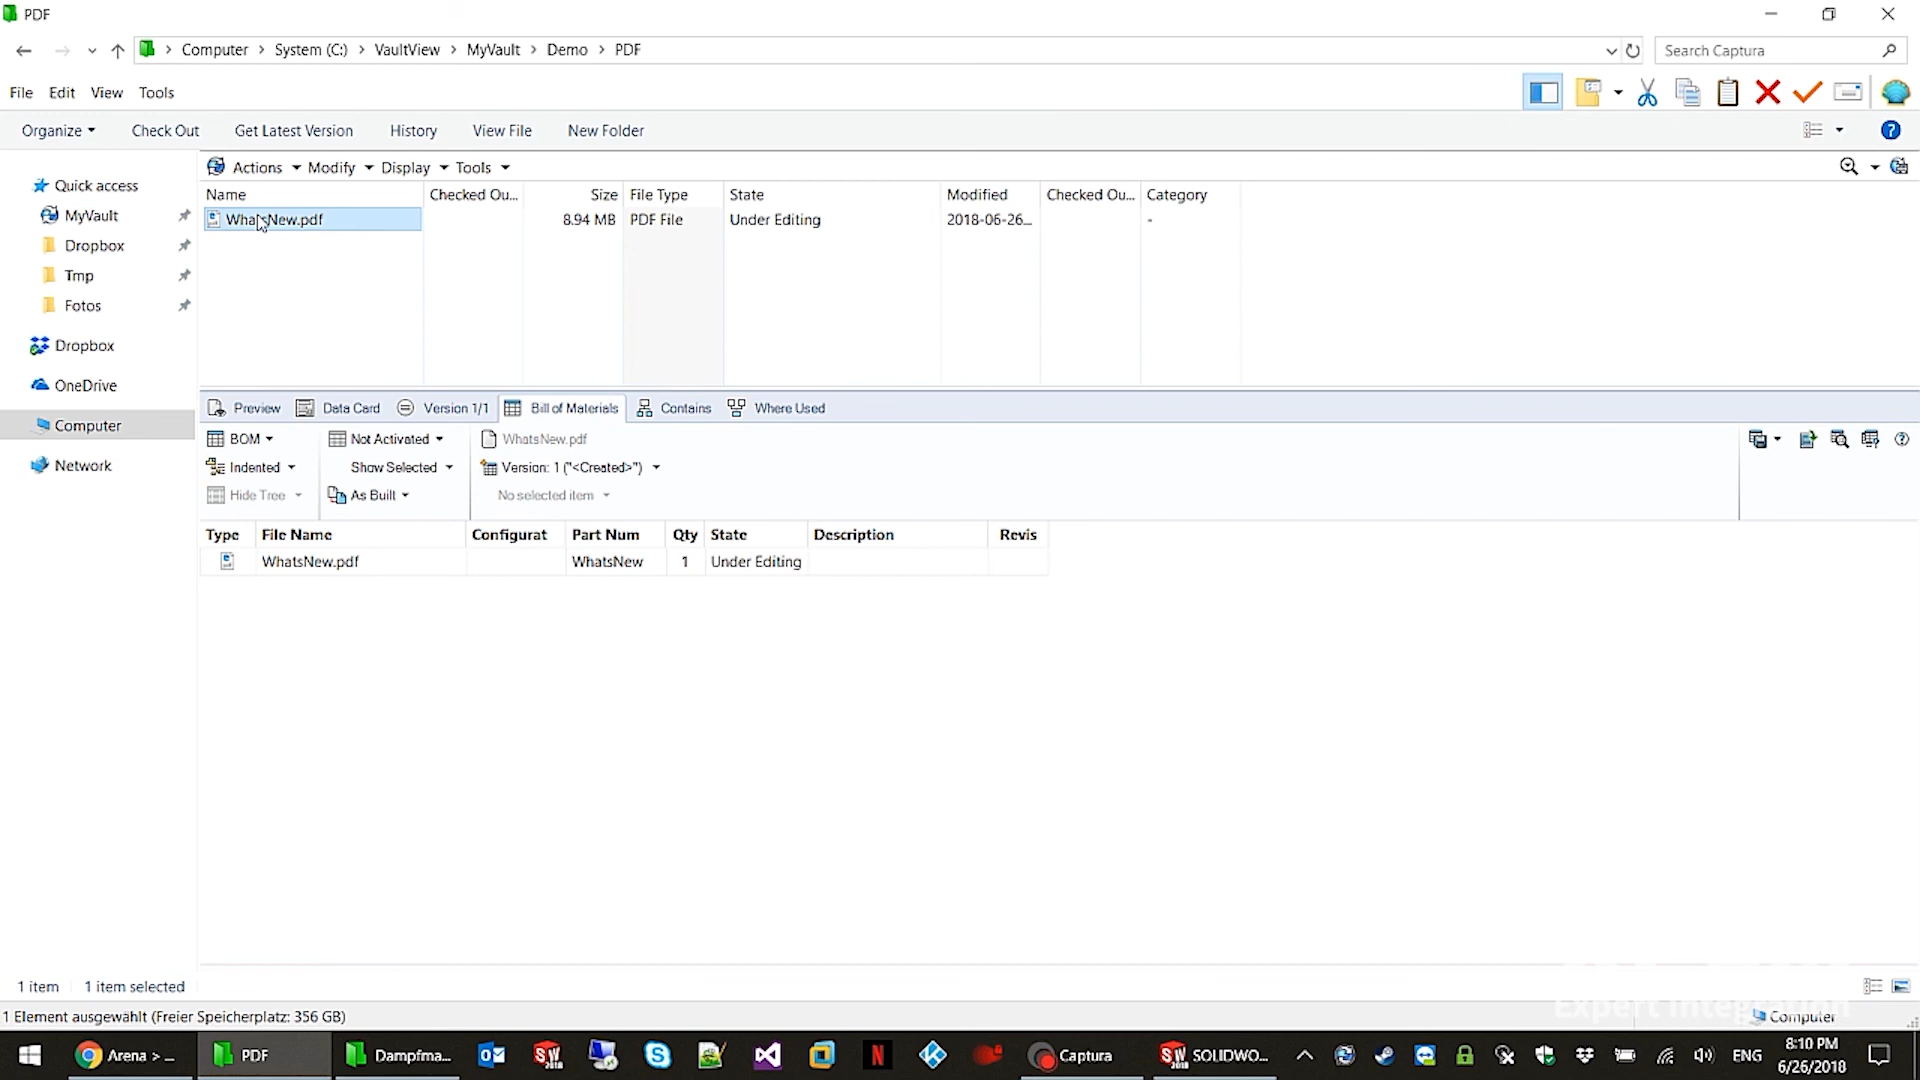 PDF
Computer > System (C:) > VaultView > MyVault > Demo > PDF
Search Captura
File Edit View Tools
Organize Check Out Get Latest Version History View File New Folder
Actions Modify Display Tools
Name Checked Ou... Size File Type State Modified Checked Ou... Category
WhatsNew.pdf 8.94 MB PDF File Under Editing 2018-06-26... -
Quick access
MyVault
Dropbox
Tmp
Fotos
Dropbox
OneDrive
Computer
Network
Preview Data Card Version 1/1 Bill of Materials Contains Where Used
BOM Not Activated WhatsNew.pdf
Indented Show Selected Version: 1 ("<Created>")
Hide Tree As Built No selected item
Type File Name Configurat Part Num Qty State Description Revis
WhatsNew.pdf WhatsNew 1 Under Editing
1 item 1 item selected
Expert Integration
1 Element ausgewählt (Freier Speicherplatz: 356 GB) Computer
Arena > ... PDF Dampfma... SW 2018 N Captura SW 2018 SOLIDWO... ENG 8:10 PM
6/26/2018